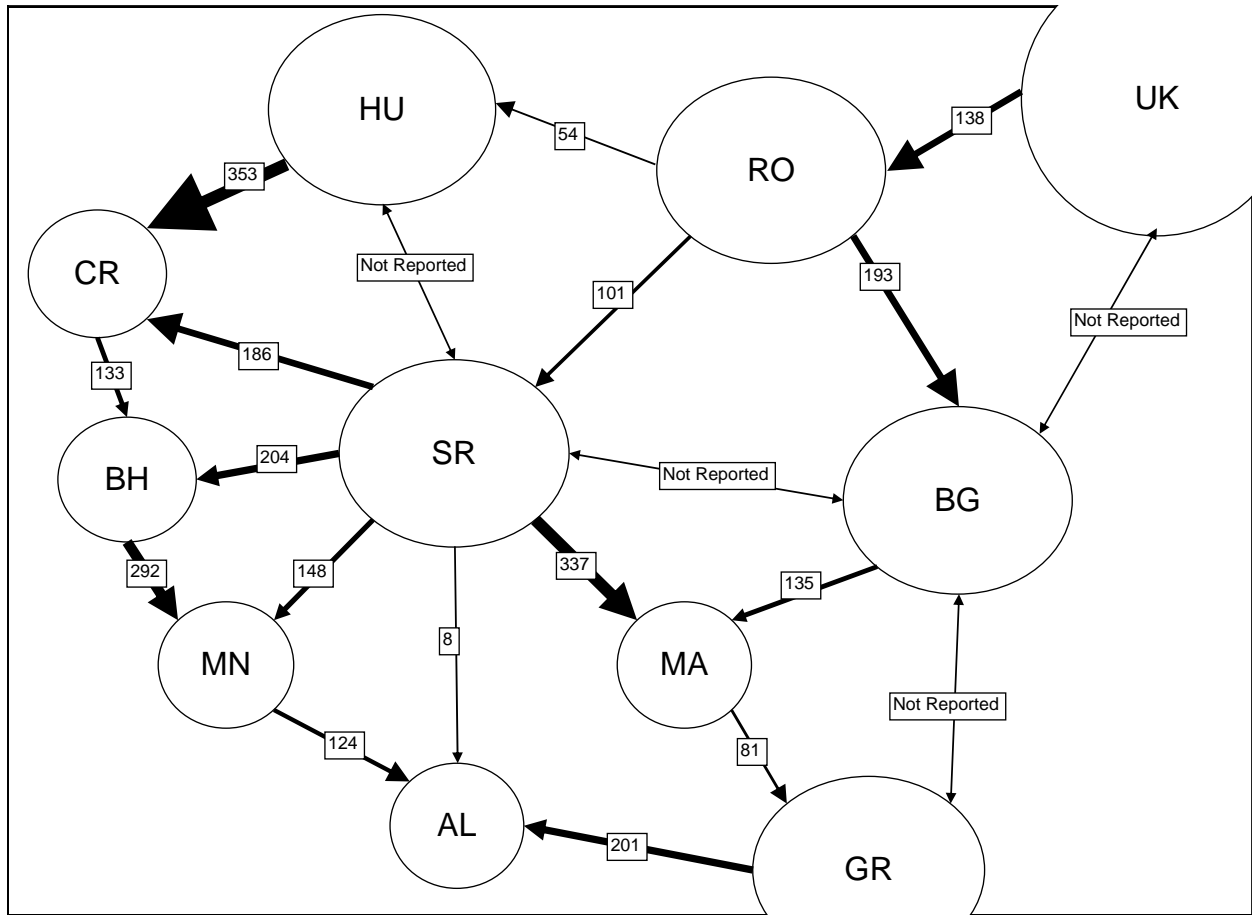 HU
UK
RO
138
54
353
CR
Not Reported
193
101
Not Reported
186
133
SR
204
BH
Not Reported
BG
337
292
148
135
8
MN
MA
Not Reported
124
81
AL
201
GR